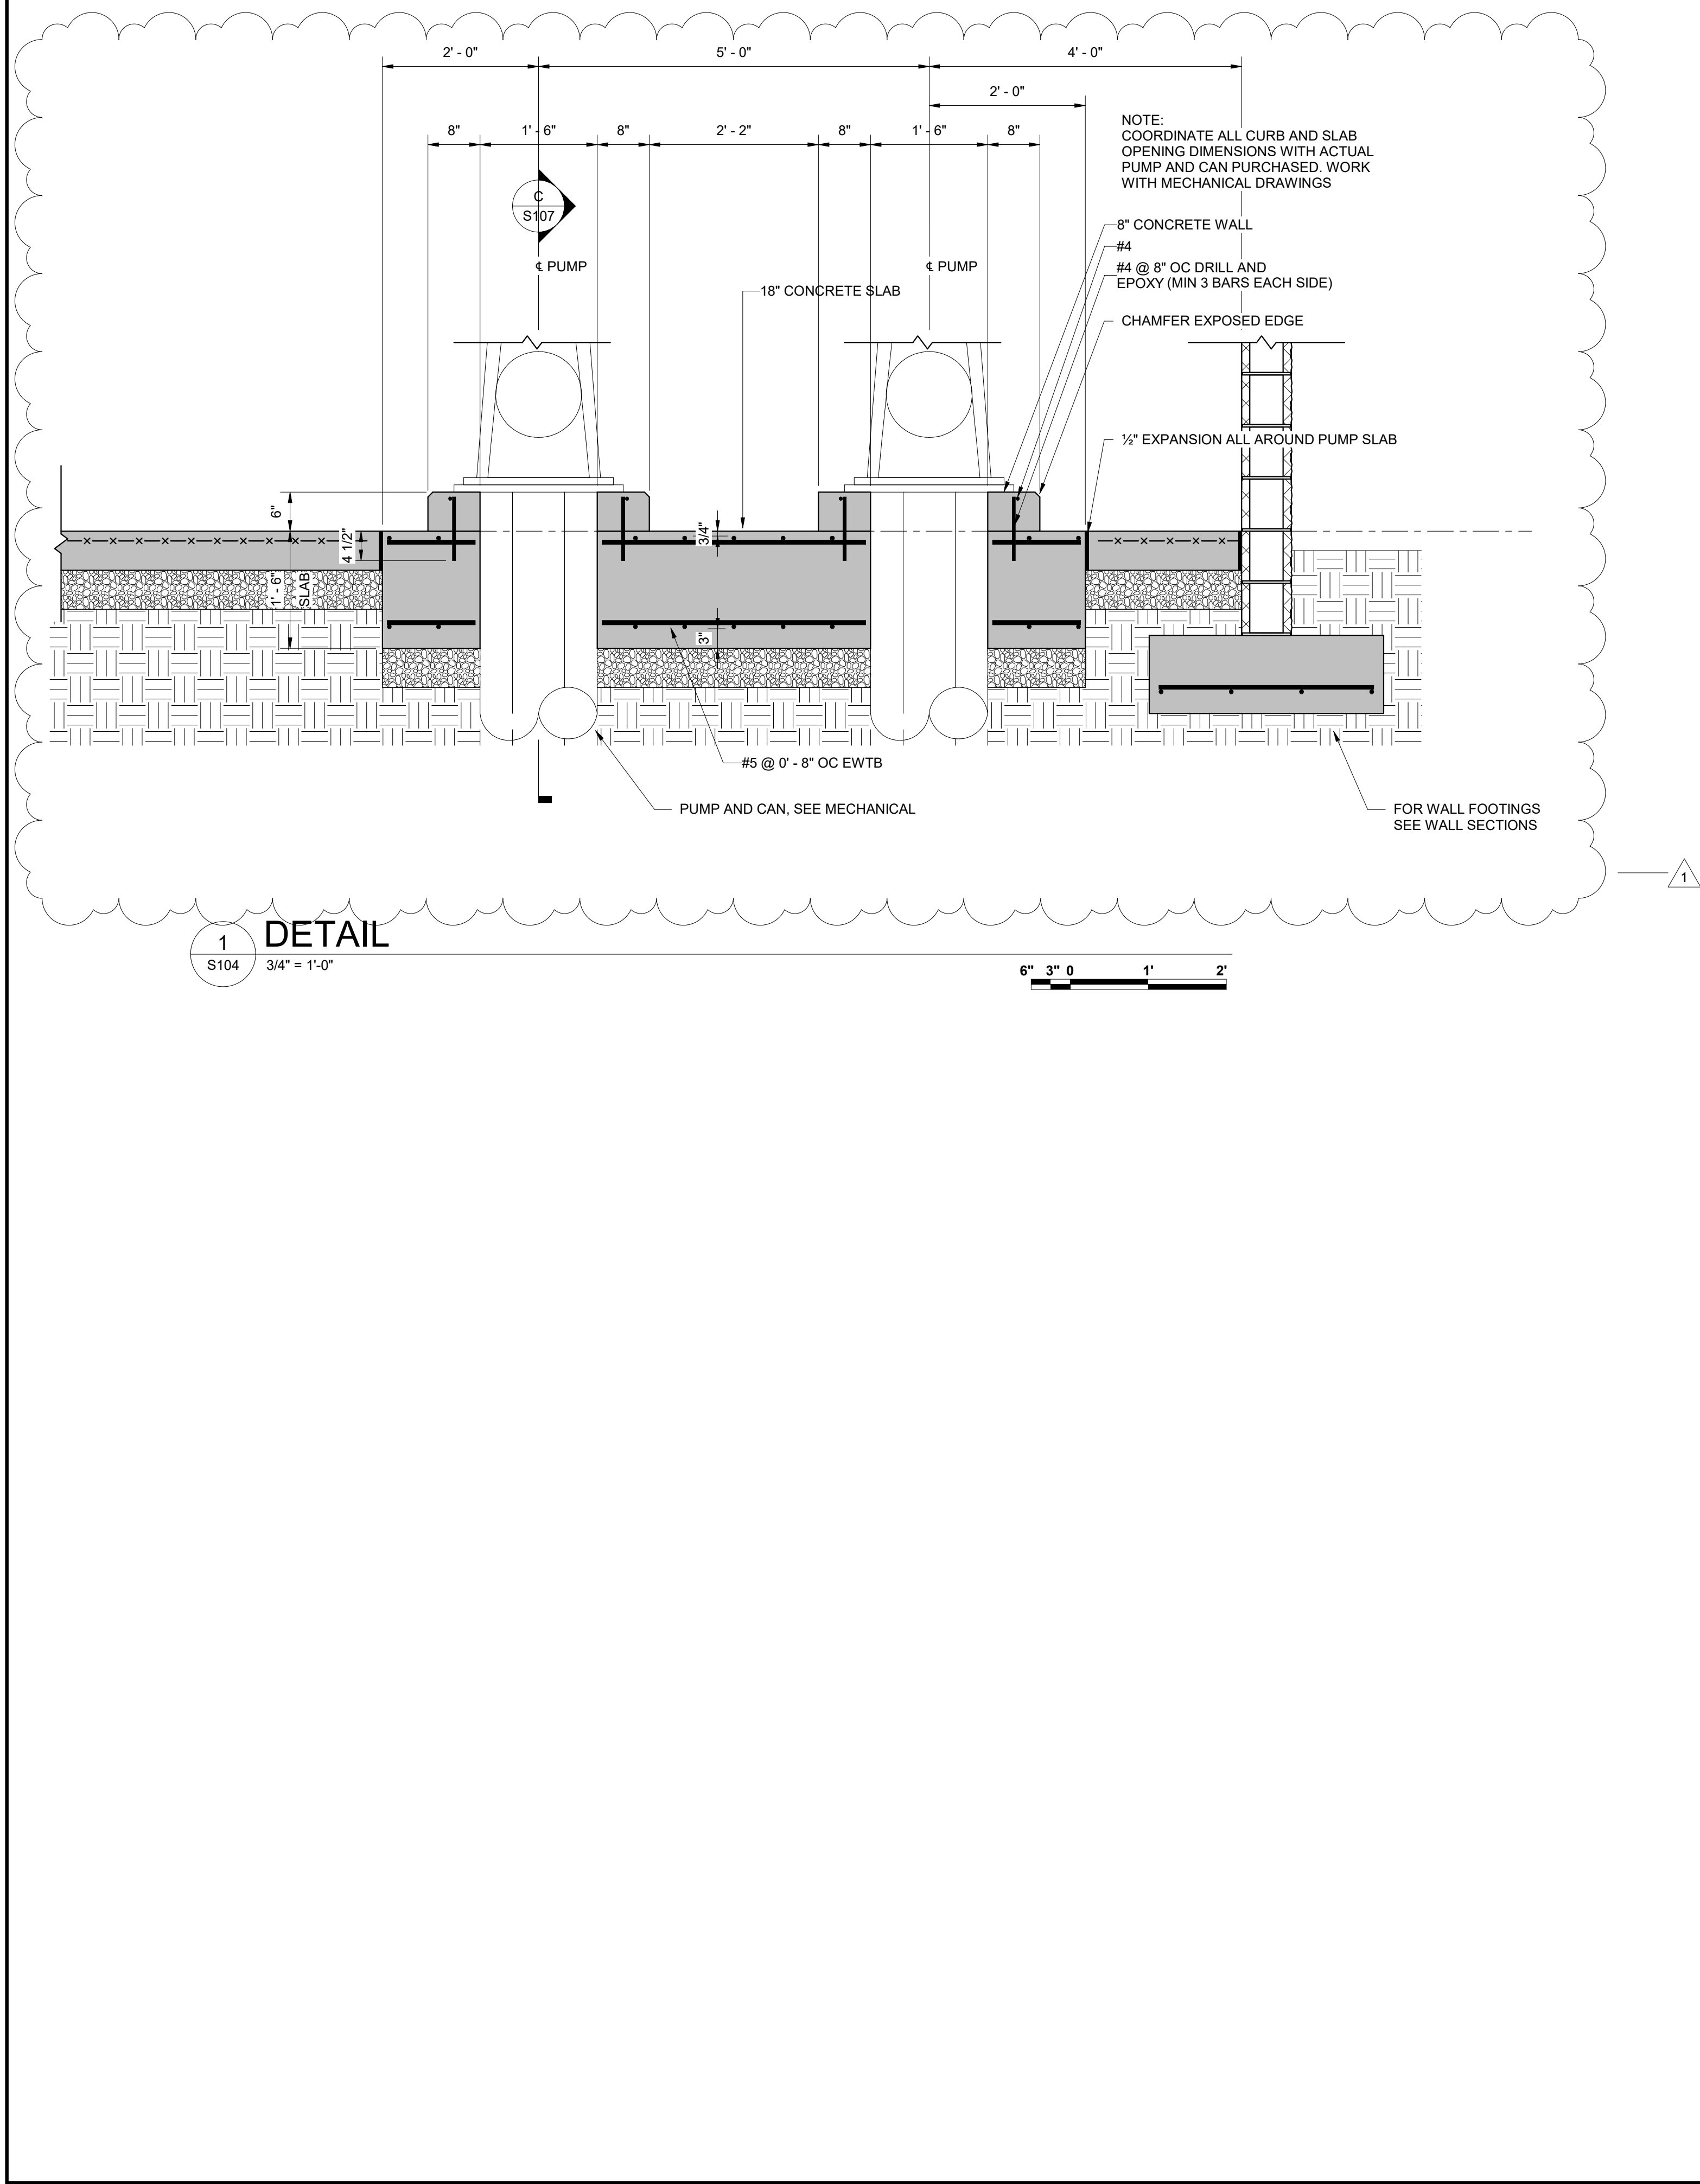 2' - 0"
5' - 0"
4' - 0"
2' - 0"
8"
1' - 6"
8"
2' - 2"
8"
1' - 6"
8"
NOTE:
COORDINATE ALL CURB AND SLAB
OPENING DIMENSIONS WITH ACTUAL
PUMP AND CAN PURCHASED. WORK
WITH MECHANICAL DRAWINGS
C
S107
8" CONCRETE WALL
#4
℄ PUMP
℄ PUMP
#4 @ 8" OC DRILL AND
EPOXY (MIN 3 BARS EACH SIDE)
18" CONCRETE SLAB
CHAMFER EXPOSED EDGE
½" EXPANSION ALL AROUND PUMP SLAB
6"
4 1/2"
3/4"
1' - 6"
SLAB
3"
#5 @ 0' - 8" OC EWTB
PUMP AND CAN, SEE MECHANICAL
FOR WALL FOOTINGS
SEE WALL SECTIONS
1
1
S104
DETAIL
3/4" = 1'-0"
6" 3" 0 1' 2'